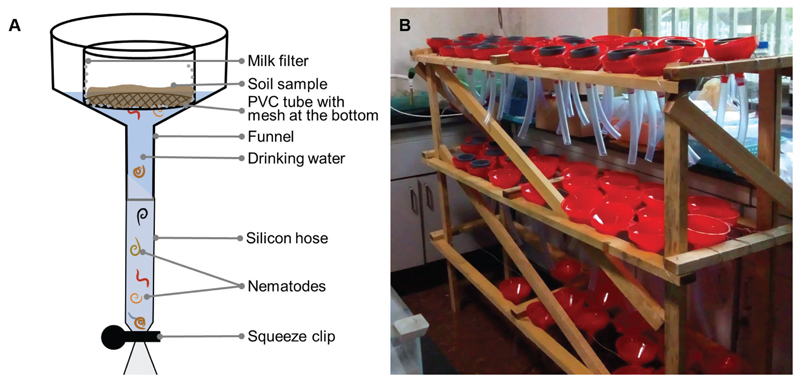 A
Milk filter
Soil sample
PVC tube with
mesh at the bottom
Funnel
Drinking water
Silicon hose
Nematodes
Squeeze clip
B